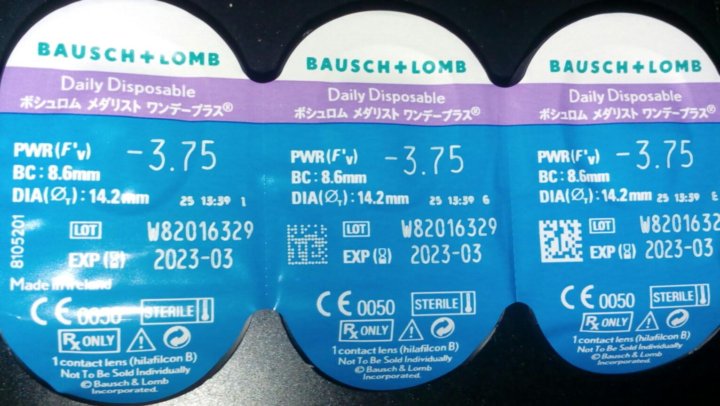 BAUSCH+LOMB
Daily Disposable
ボシュロム メダリスト ワンデープラス®
PWR(F'v) -3.75
BC: 8.6mm
DIA(Øт): 14.2mm 25 13:39 1
8105201
LOT W82016329
EXP 2023-03
Made in Ireland
CE 0050 STERILE
Rx ONLY
1 contact lens (hilafilcon B)
Not To Be Sold Individually
© Bausch & Lomb
Incorporated.
BAUSCH+LOMB
Daily Disposable
ボシュロム メダリスト ワンデープラス®
PWR(F'v) -3.75
BC: 8.6mm
DIA(Øт): 14.2mm 25 13:39 6
LOT W82016329
EXP 2023-03
CE 0050 STERILE
Rx ONLY
1 contact lens (hilafilcon B)
Not To Be Sold Individually
© Bausch & Lomb
Incorporated.
BAUSCH+LOMB
Daily Disposable
ボシュロム メダリスト ワンデープラス®
PWR(F'v) -3.75
BC: 8.6mm
DIA(Øт): 14.2mm 25 13:39
LOT W8201632
EXP 2023-03
CE 0050 STERILE
Rx ONLY
1 contact lens (hilafilcon B)
Not To Be Sold Individually
© Bausch & Lomb
Incorporated.